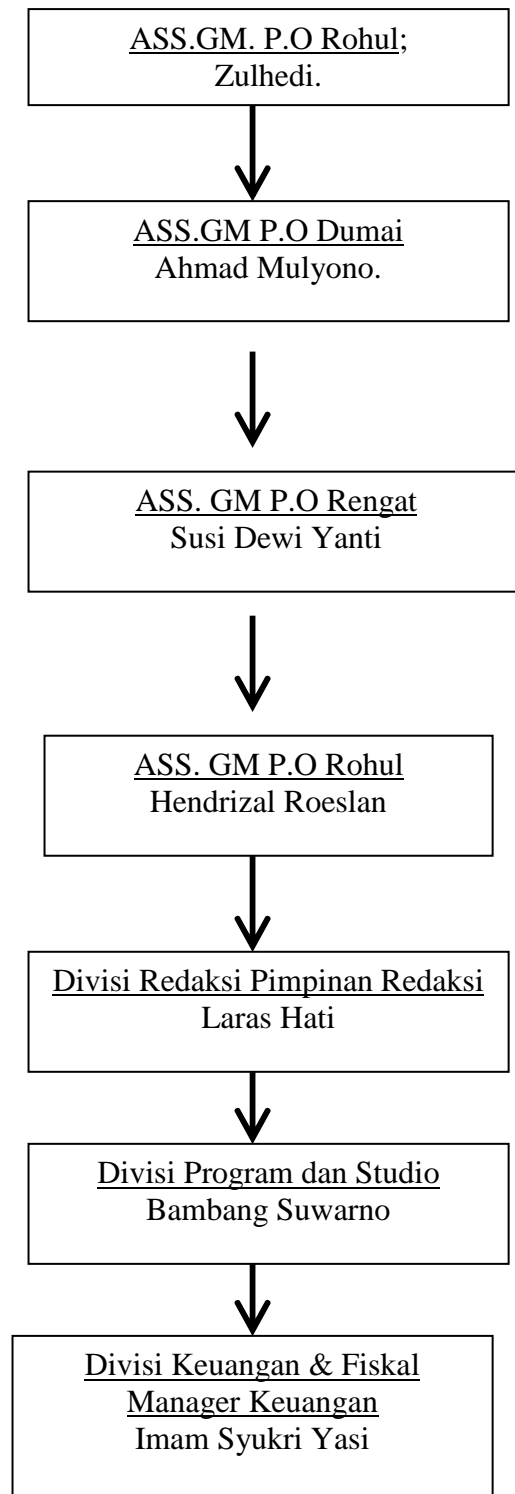 ASS.GM. P.O Rohul;
Zulhedi.
ASS.GM P.O Dumai
Ahmad Mulyono.
ASS. GM P.O Rengat
Susi Dewi Yanti
ASS. GM P.O Rohul
Hendrizal Roeslan
Divisi Redaksi Pimpinan Redaksi
Laras Hati
Divisi Program dan Studio
Bambang Suwarno
Divisi Keuangan & Fiskal
Manager Keuangan
Imam Syukri Yasi